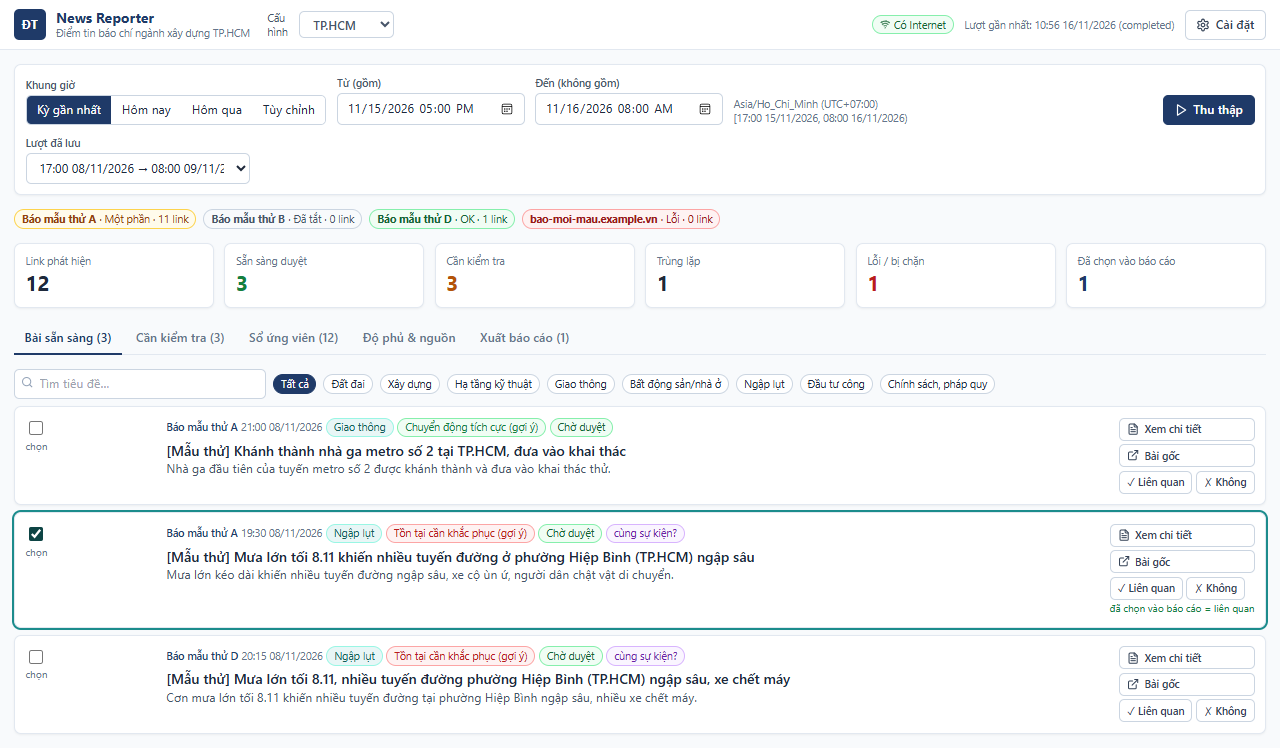 ĐT
News Reporter
Điểm tin báo chí ngành xây dựng TP.HCM
Cấu hình
TP.HCM
Có Internet
Lượt gần nhất: 10:56 16/11/2026 (completed)
Cài đặt
Khung giờ
Kỳ gần nhất
Hôm nay
Hôm qua
Tùy chỉnh
Từ (gồm)
11/15/2026 05:00 PM
Đến (không gồm)
11/16/2026 08:00 AM
Asia/Ho_Chi_Minh (UTC+07:00)
[17:00 15/11/2026, 08:00 16/11/2026)
Thu thập
Lượt đã lưu
17:00 08/11/2026 → 08:00 09/11/2
Báo mẫu thử A · Một phần · 11 link
Báo mẫu thử B · Đã tắt · 0 link
Báo mẫu thử D · OK · 1 link
bao-moi-mau.example.vn · Lỗi · 0 link
Link phát hiện
12
Sẵn sàng duyệt
3
Cần kiểm tra
3
Trùng lặp
1
Lỗi / bị chặn
1
Đã chọn vào báo cáo
1
Bài sẵn sàng (3)
Cần kiểm tra (3)
Sổ ứng viên (12)
Độ phủ & nguồn
Xuất báo cáo (1)
Tìm tiêu đề...
Tất cả
Đất đai
Xây dựng
Hạ tầng kỹ thuật
Giao thông
Bất động sản/nhà ở
Ngập lụt
Đầu tư công
Chính sách, pháp quy
chọn
Báo mẫu thử A 21:00 08/11/2026 Giao thông Chuyển động tích cực (gợi ý) Chờ duyệt
[Mẫu thử] Khánh thành nhà ga metro số 2 tại TP.HCM, đưa vào khai thác
Nhà ga đầu tiên của tuyến metro số 2 được khánh thành và đưa vào khai thác thử.
Xem chi tiết
Bài gốc
✓ Liên quan
✗ Không
chọn
Báo mẫu thử A 19:30 08/11/2026 Ngập lụt Tồn tại cần khắc phục (gợi ý) Chờ duyệt cùng sự kiện?
[Mẫu thử] Mưa lớn tối 8.11 khiến nhiều tuyến đường ở phường Hiệp Bình (TP.HCM) ngập sâu
Mưa lớn kéo dài khiến nhiều tuyến đường ngập sâu, xe cộ ùn ứ, người dân chật vật di chuyển.
Xem chi tiết
Bài gốc
✓ Liên quan
✗ Không
đã chọn vào báo cáo = liên quan
chọn
Báo mẫu thử D 20:15 08/11/2026 Ngập lụt Tồn tại cần khắc phục (gợi ý) Chờ duyệt cùng sự kiện?
[Mẫu thử] Mưa lớn tối 8.11, nhiều tuyến đường phường Hiệp Bình (TP.HCM) ngập sâu, xe chết máy
Cơn mưa lớn tối 8.11 khiến nhiều tuyến đường tại phường Hiệp Bình ngập sâu, nhiều xe chết máy.
Xem chi tiết
Bài gốc
✓ Liên quan
✗ Không